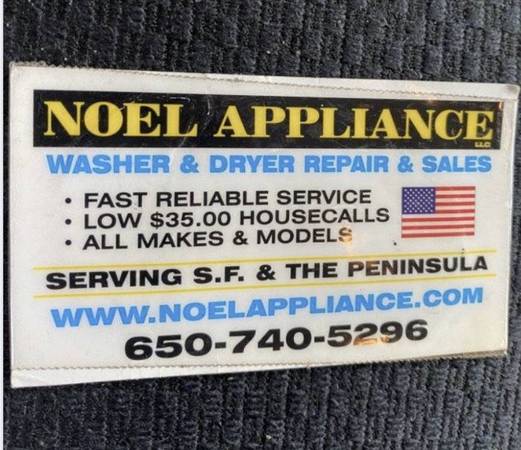 NOEL APPLIANCE LLC
WASHER & DRYER REPAIR & SALES
• FAST RELIABLE SERVICE
• LOW $35.00 HOUSECALLS
• ALL MAKES & MODELS
SERVING S.F. & THE PENINSULA
WWW.NOELAPPLIANCE.COM
650-740-5296